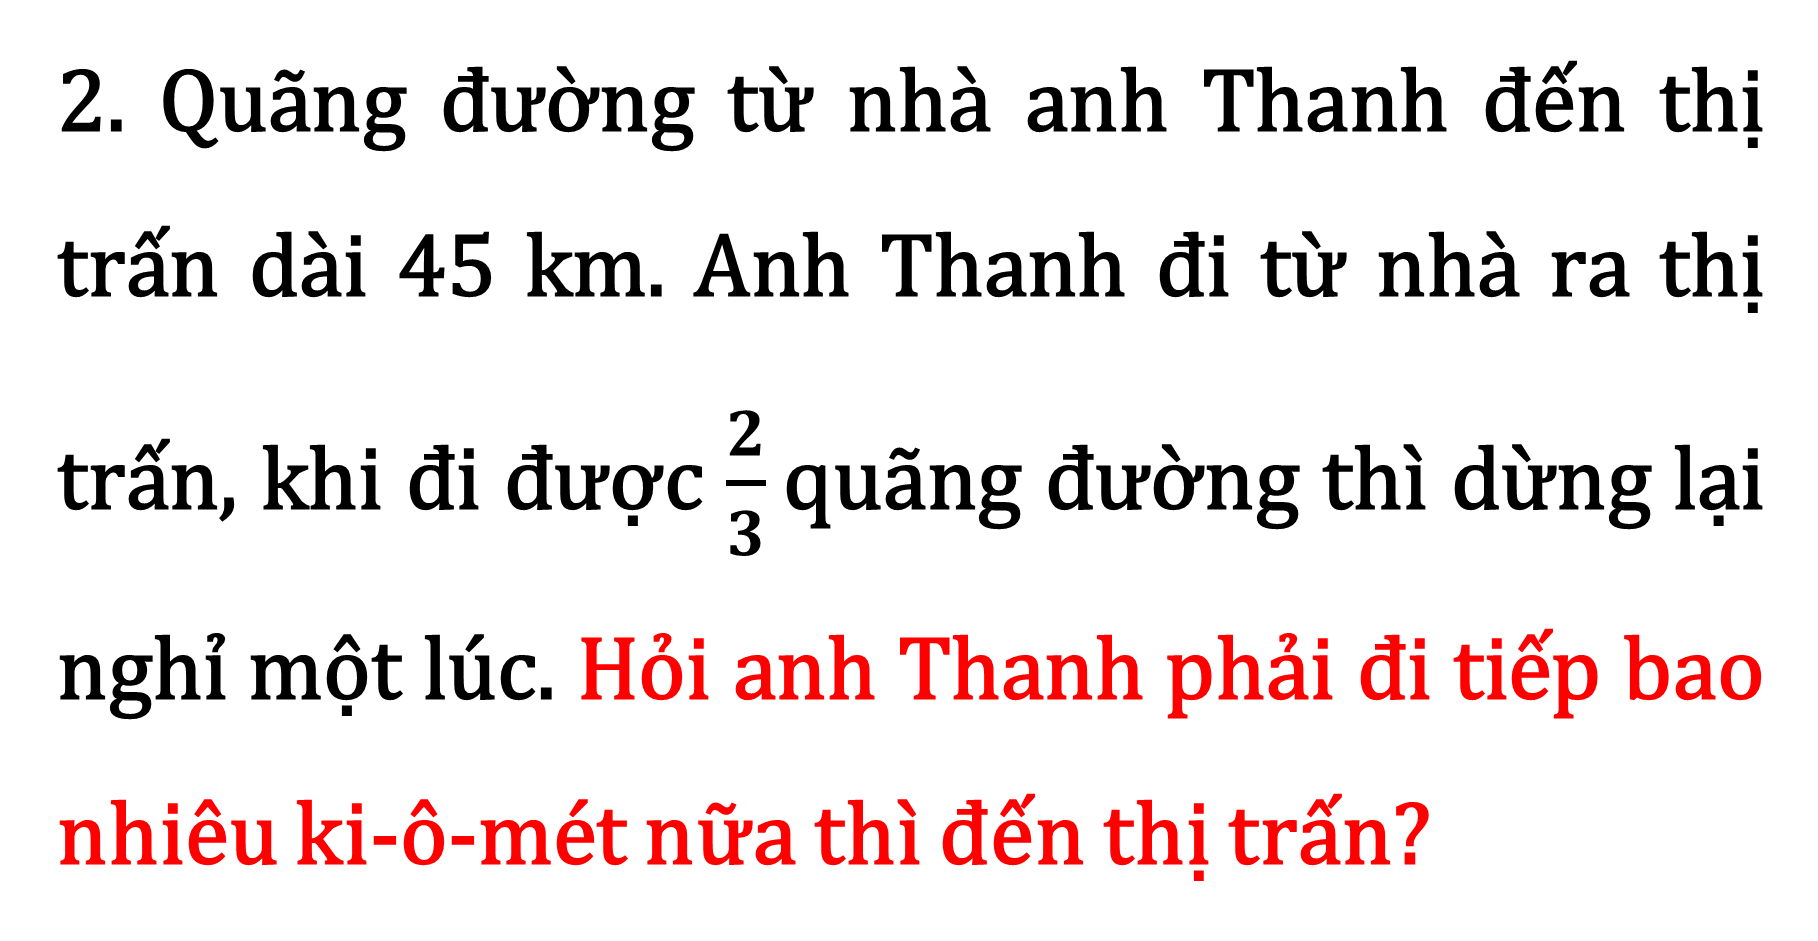 2. Quãng đường từ nhà anh Thanh đến thị
trấn dài 45 km. Anh Thanh đi từ nhà ra thị
trấn, khi đi được 2/3 quãng đường thì dừng lại
nghỉ một lúc. Hỏi anh Thanh phải đi tiếp bao
nhiêu ki-ô-mét nữa thì đến thị trấn?